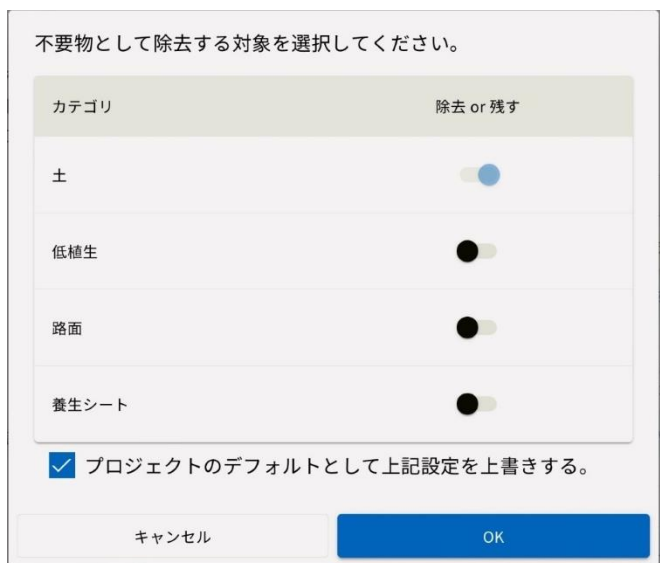 不要物として除去する対象を選択してください。
カテゴリ 除去 or 残す
土
低植生
路面
養生シート
プロジェクトのデフォルトとして上記設定を上書きする。
キャンセル OK